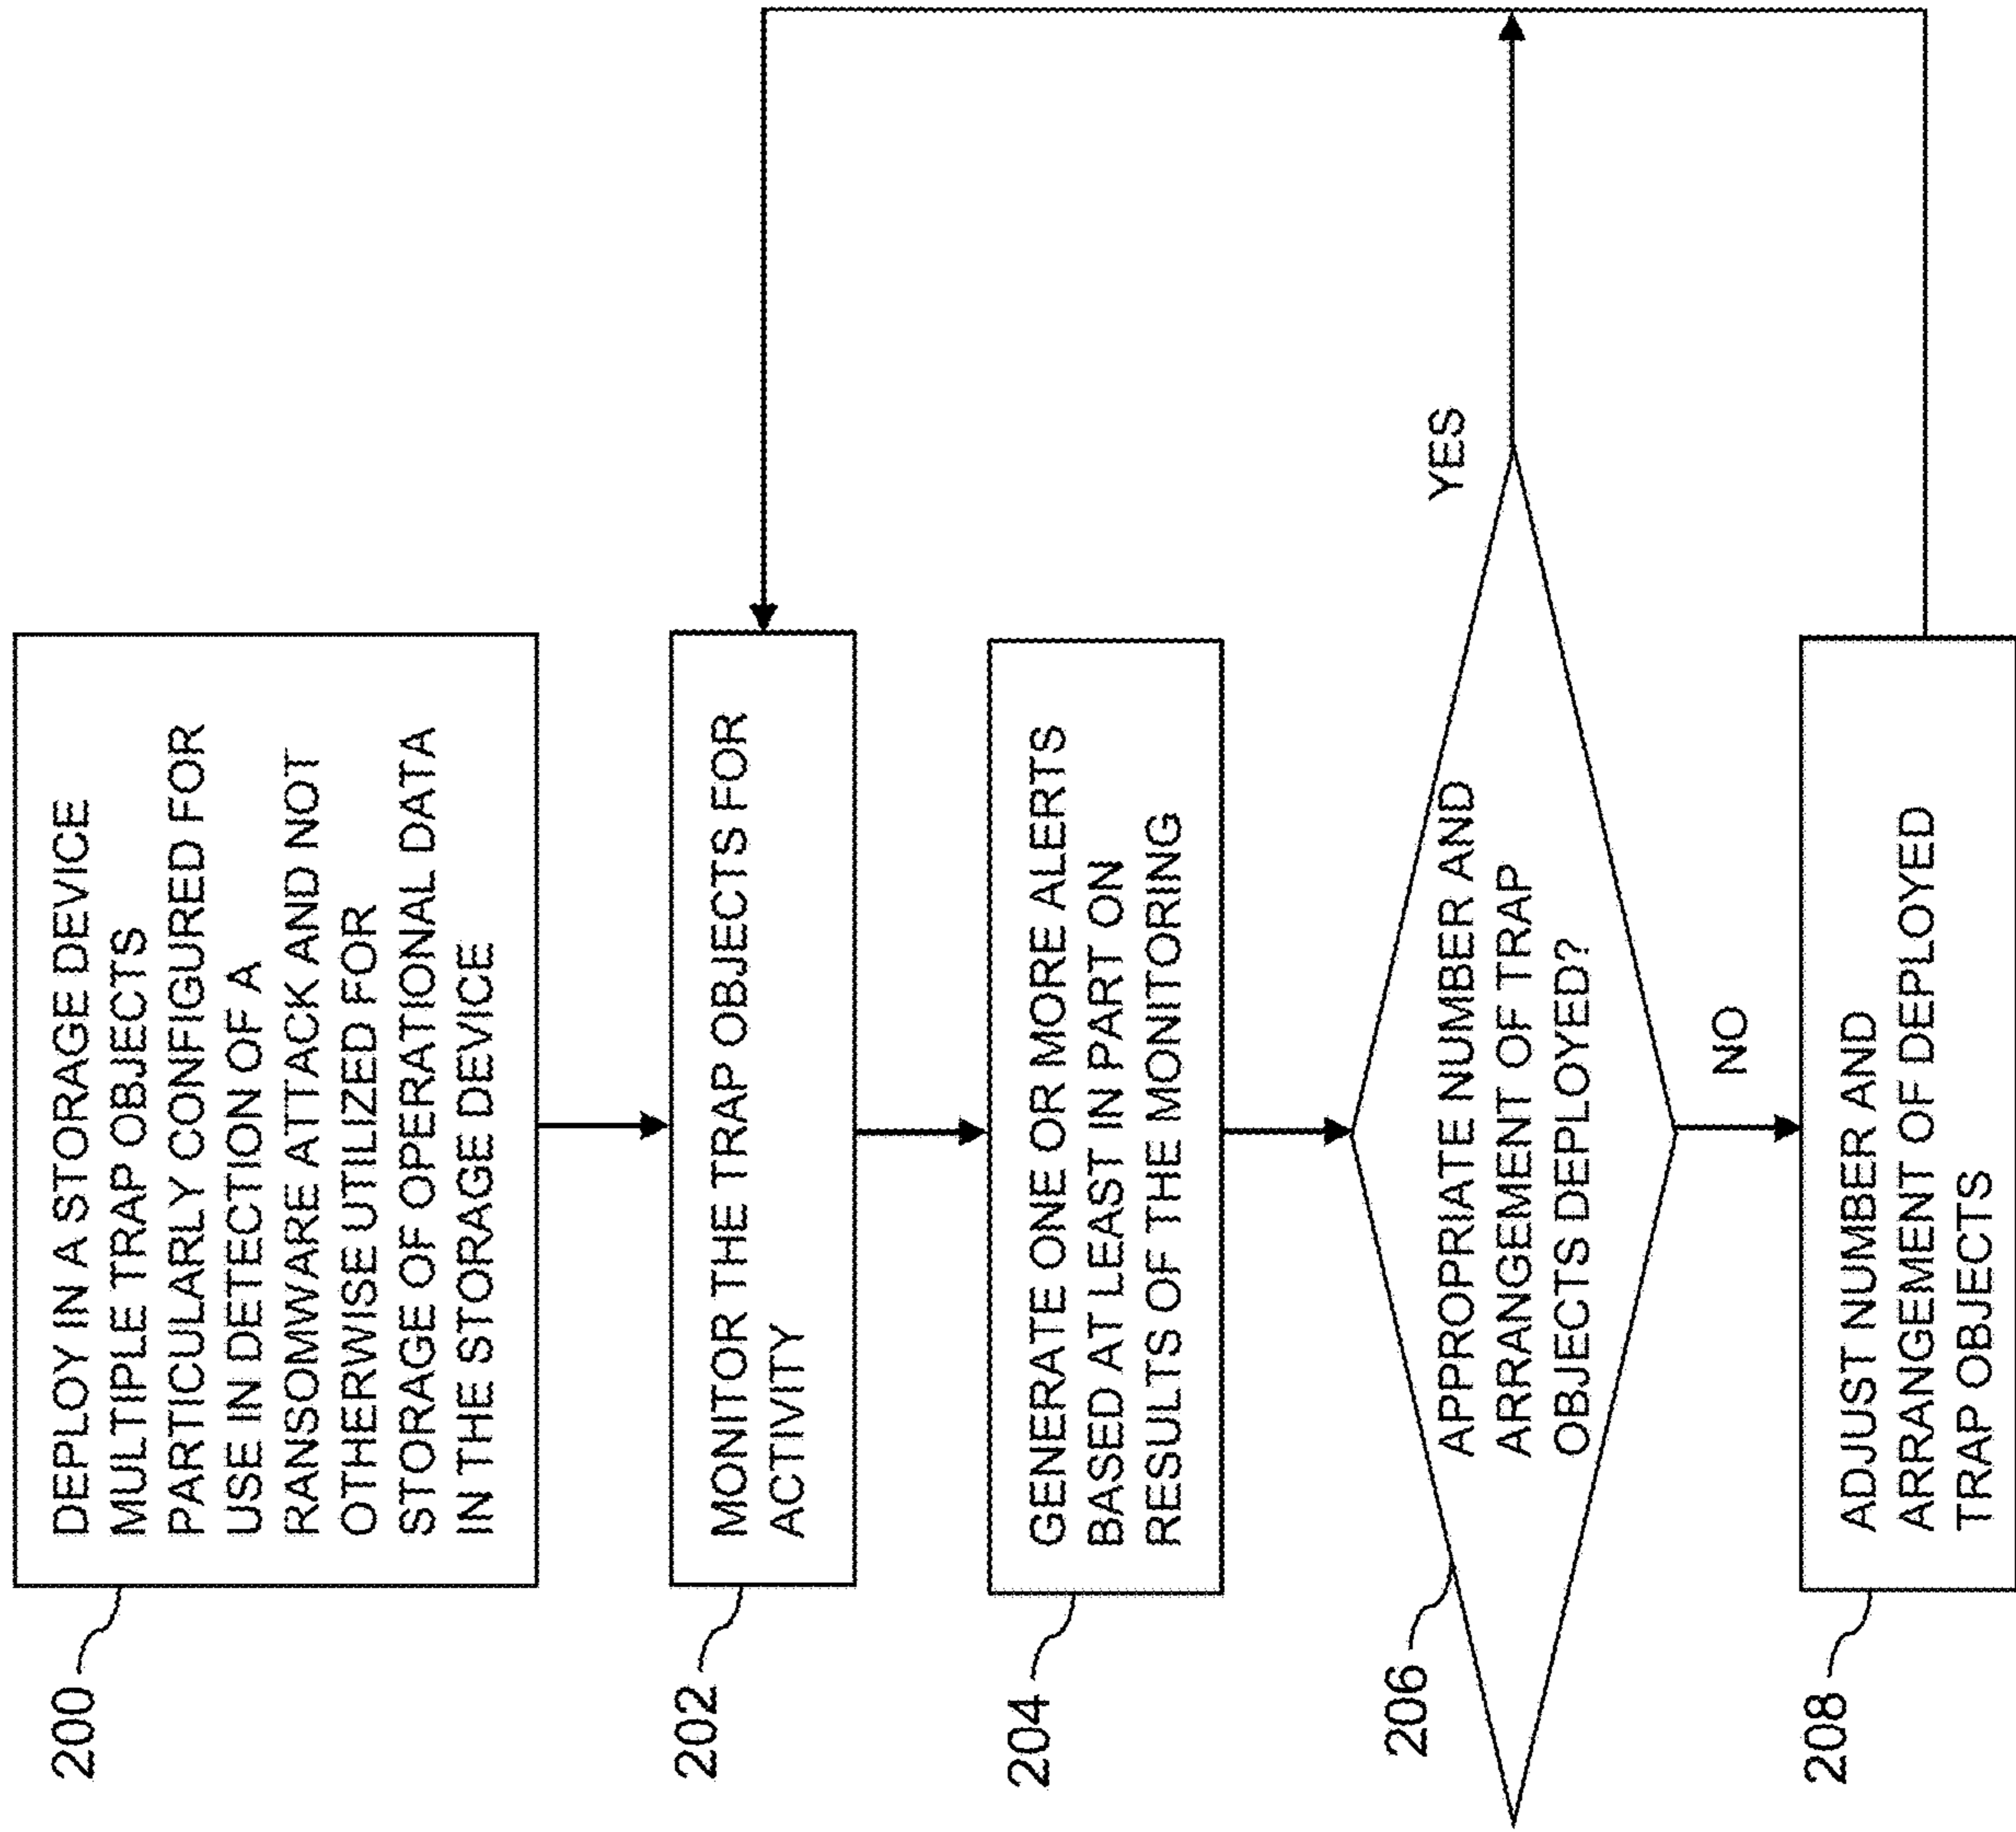 200
DEPLOY IN A STORAGE DEVICE
MULTIPLE TRAP OBJECTS
PARTICULARLY CONFIGURED FOR
USE IN DETECTION OF A
RANSOMWARE ATTACK AND NOT
OTHERWISE UTILIZED FOR
STORAGE OF OPERATIONAL DATA
IN THE STORAGE DEVICE
202
MONITOR THE TRAP OBJECTS FOR
ACTIVITY
204
GENERATE ONE OR MORE ALERTS
BASED AT LEAST IN PART ON
RESULTS OF THE MONITORING
206
APPROPRIATE NUMBER AND
ARRANGEMENT OF TRAP
OBJECTS DEPLOYED?
YES
NO
208
ADJUST NUMBER AND
ARRANGEMENT OF DEPLOYED
TRAP OBJECTS